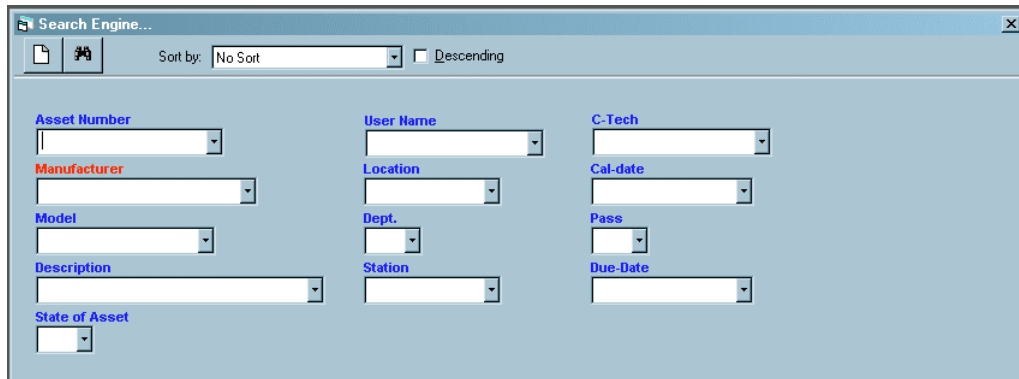 Search Engine...
Sort by: No Sort Descending
Asset Number User Name C-Tech
Manufacturer Location Cal-date
Model Dept. Pass
Description Station Due-Date
State of Asset